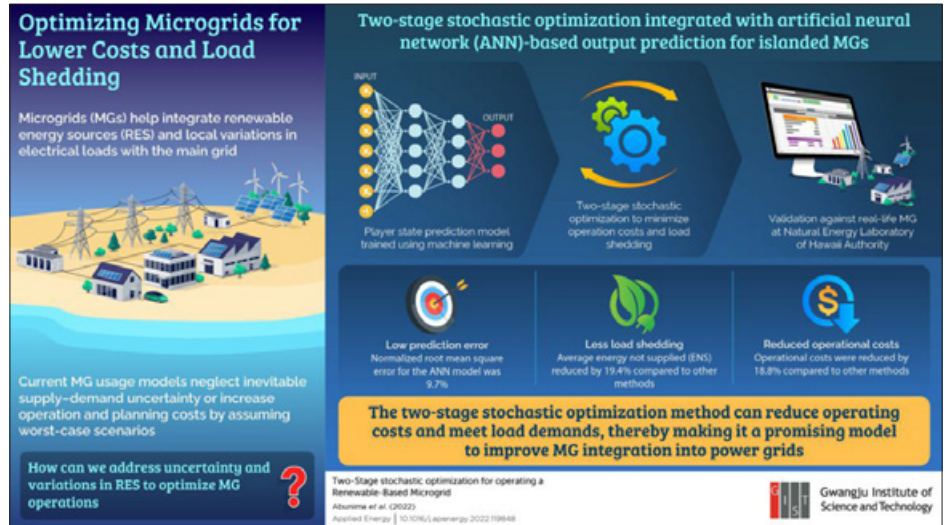 Optimizing Microgrids for
Lower Costs and Load
Shedding
Microgrids (MGs) help integrate renewable
energy sources (RES) and local variations in
electrical loads with the main grid
Current MG usage models neglect inevitable
supply–demand uncertainty or increase
operation and planning costs by assuming
worst-case scenarios
How can we address uncertainty and
variations in RES to optimize MG
operations
?
Two-stage stochastic optimization integrated with artificial neural
network (ANN)-based output prediction for islanded MGs
INPUT
OUTPUT
Player state prediction model
trained using machine learning
Two-stage stochastic
optimization to minimize
operation costs and load
shedding
Validation against real-life MG
at Natural Energy Laboratory
of Hawaii Authority
Low prediction error
Normalized root mean square
error for the ANN model was
9.7%
Less load shedding
Average energy not supplied (ENS)
reduced by 19.4% compared to other
methods
$
Reduced operational costs
Operational costs were reduced by
18.8% compared to other methods
The two-stage stochastic optimization method can reduce operating
costs and meet load demands, thereby making it a promising model
to improve MG integration into power grids
Two-Stage stochastic optimization for operating a
Renewable-Based Microgrid
Abunima et al. (2022)
Applied Energy | 10.1016/j.apenergy.2022.119848
GIST
Gwangju Institute of
Science and Technology